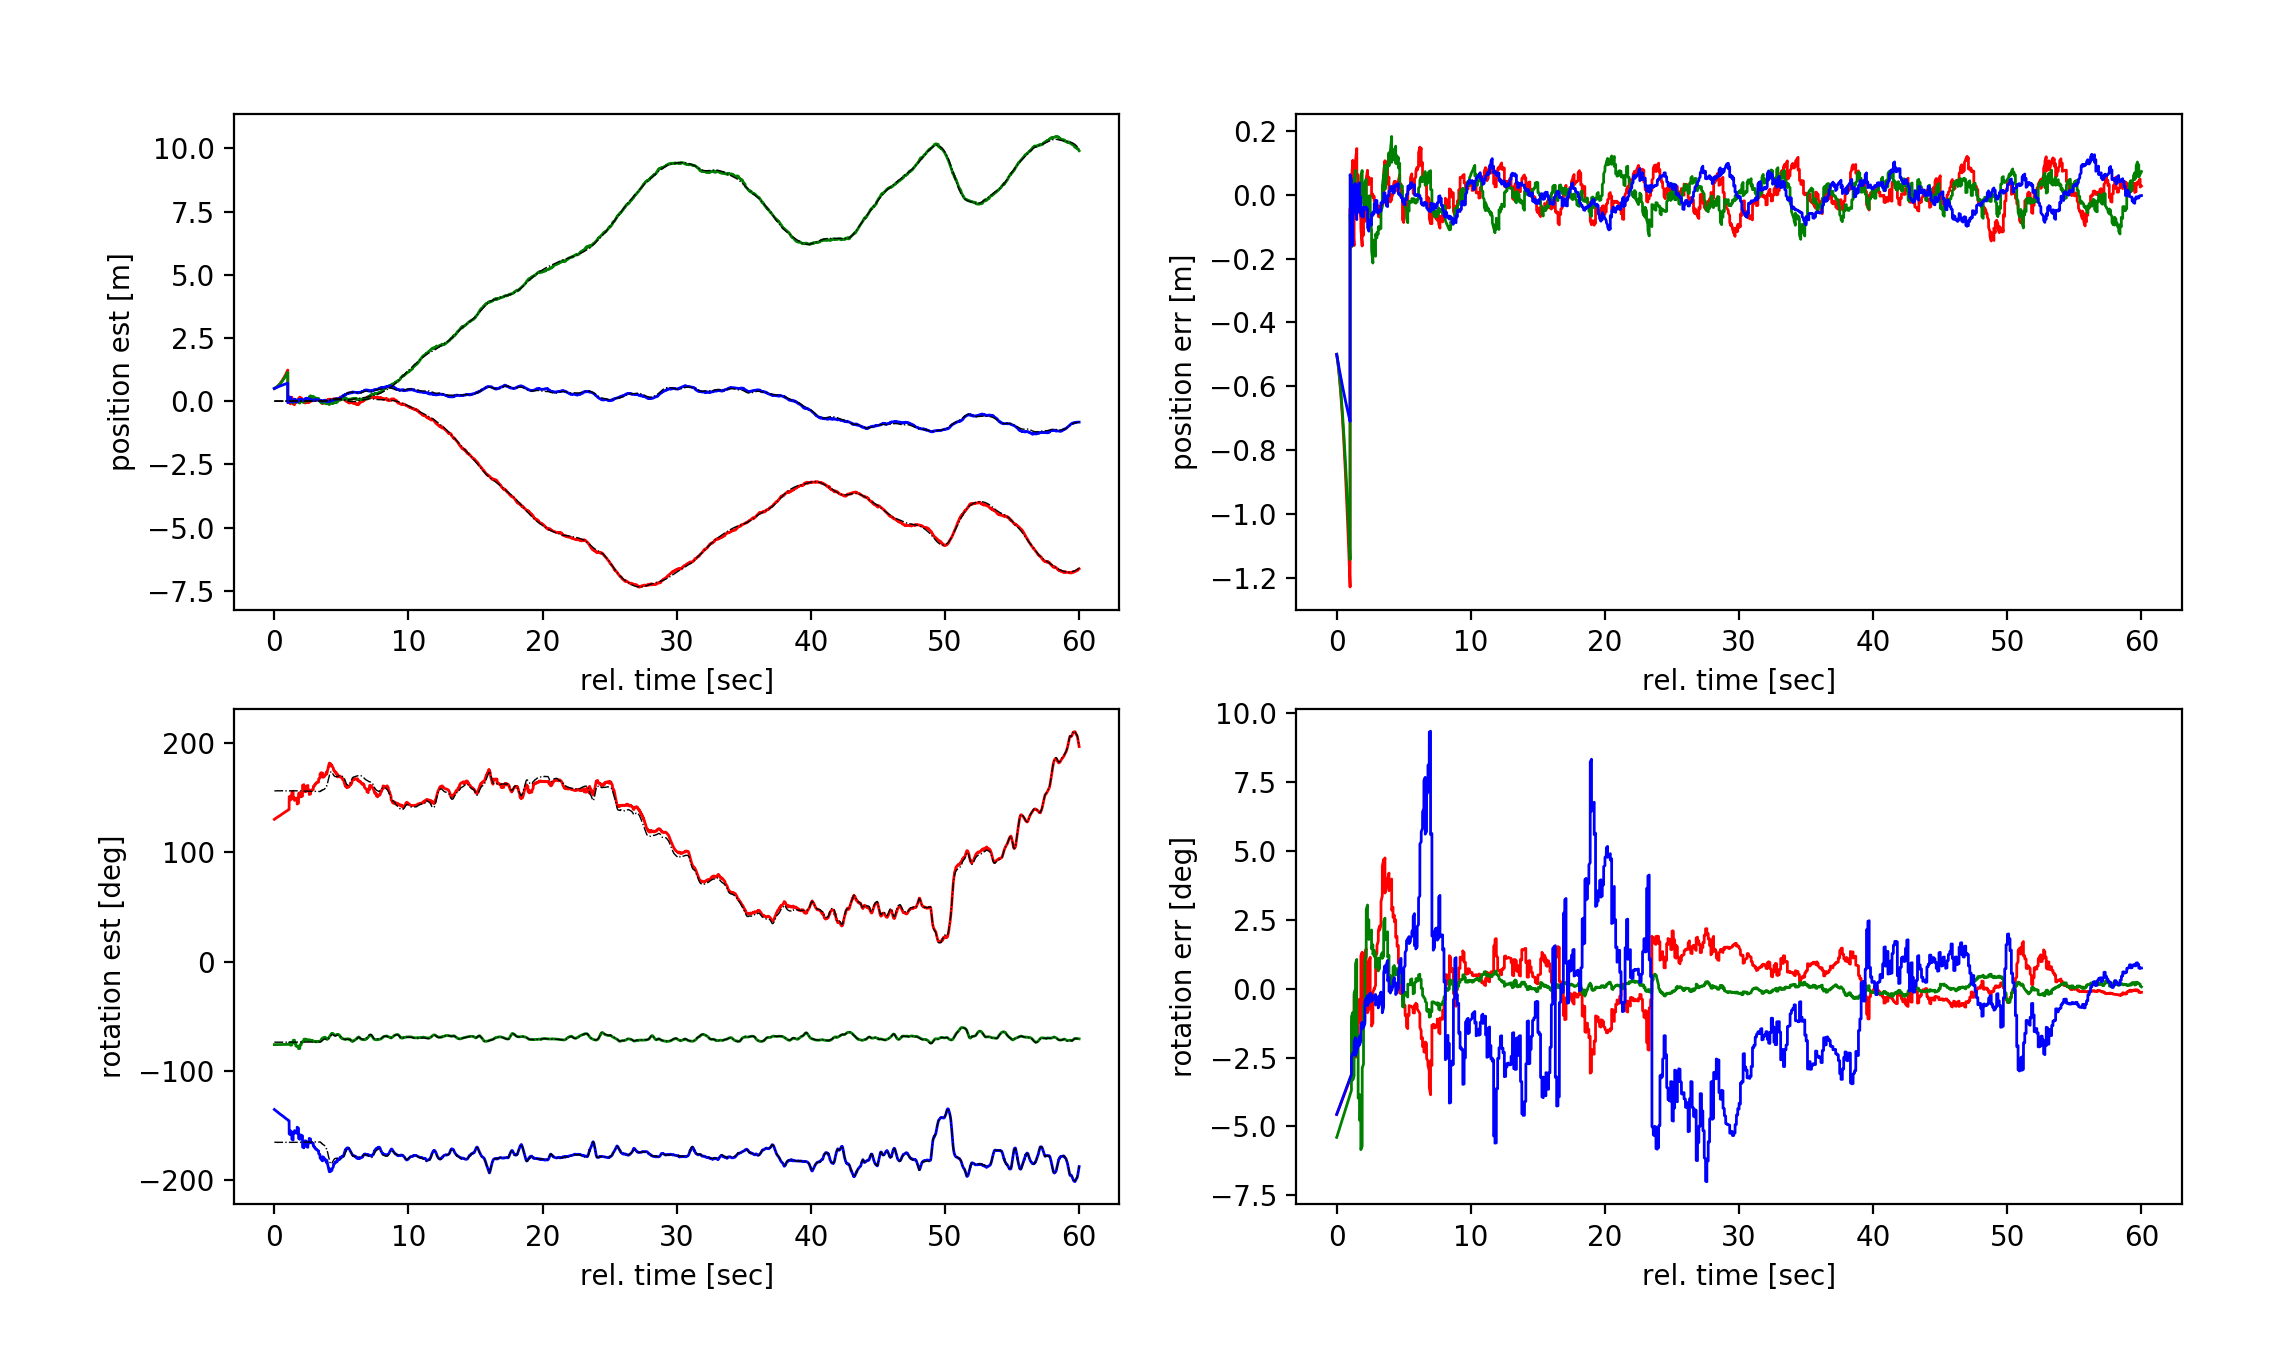 10.0
7.5
5.0
2.5
0.0
−2.5
−5.0
−7.5
position est [m]
0 10 20 30 40 50 60
rel. time [sec]
0.2
0.0
−0.2
−0.4
−0.6
−0.8
−1.0
−1.2
position err [m]
0 10 20 30 40 50 60
rel. time [sec]
200
100
0
−100
−200
rotation est [deg]
0 10 20 30 40 50 60
rel. time [sec]
10.0
7.5
5.0
2.5
0.0
−2.5
−5.0
−7.5
rotation err [deg]
0 10 20 30 40 50 60
rel. time [sec]